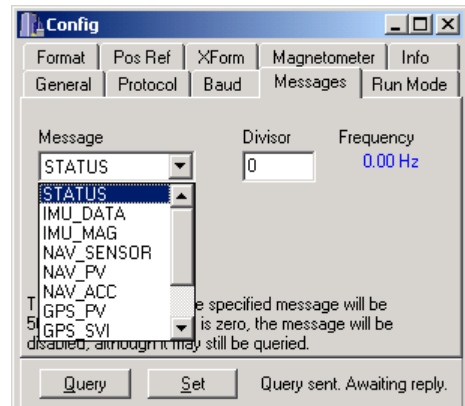 Config
Format Pos Ref XForm Magnetometer Info
General Protocol Baud Messages Run Mode
Message Divisor Frequency
STATUS 0 0.00 Hz
STATUS
IMU_DATA
IMU_MAG
NAV_SENSOR
NAV_PV
NAV_ACC
T e specified message will be
GPS_PV
5 is zero, the message will be
GPS_SVI
disabled, although it may still be queried.
Query Set Query sent. Awaiting reply.